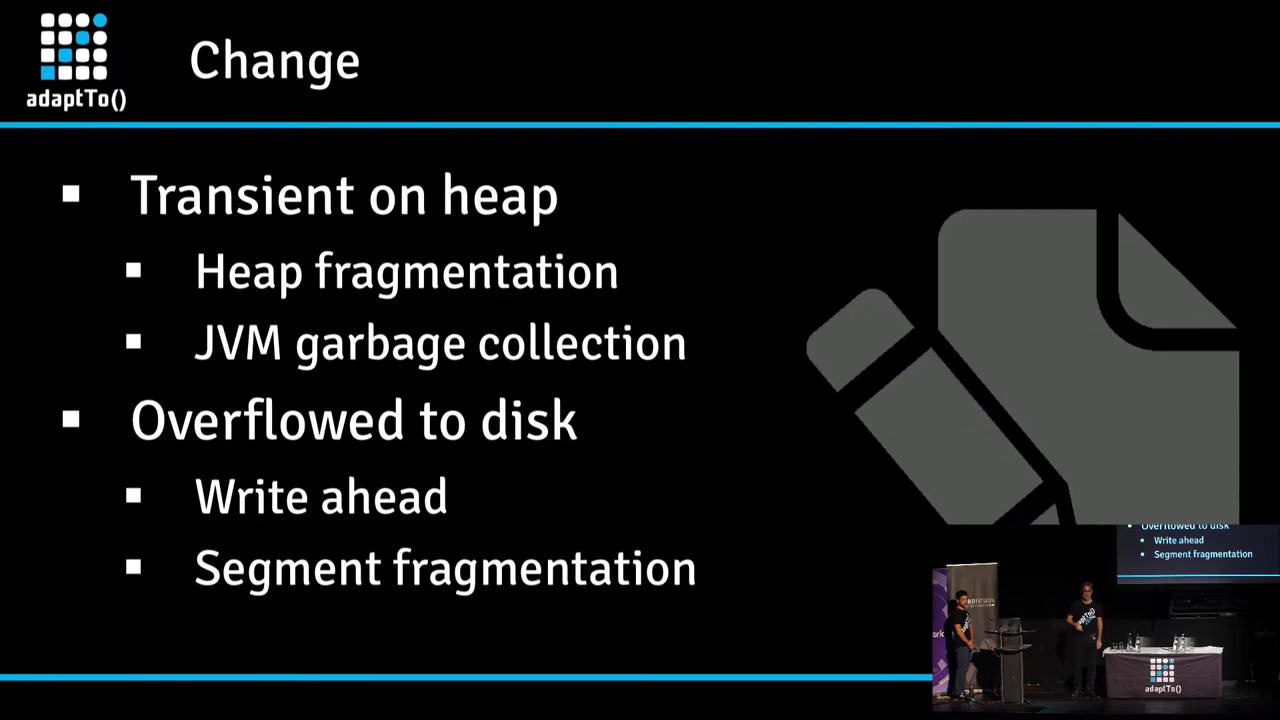 adaptTo()
Change
Transient on heap
Heap fragmentation
JVM garbage collection
Overflowed to disk
Write ahead
Segment fragmentation
Overflowed to disk
Write ahead
Segment fragmentation
adaptTo()